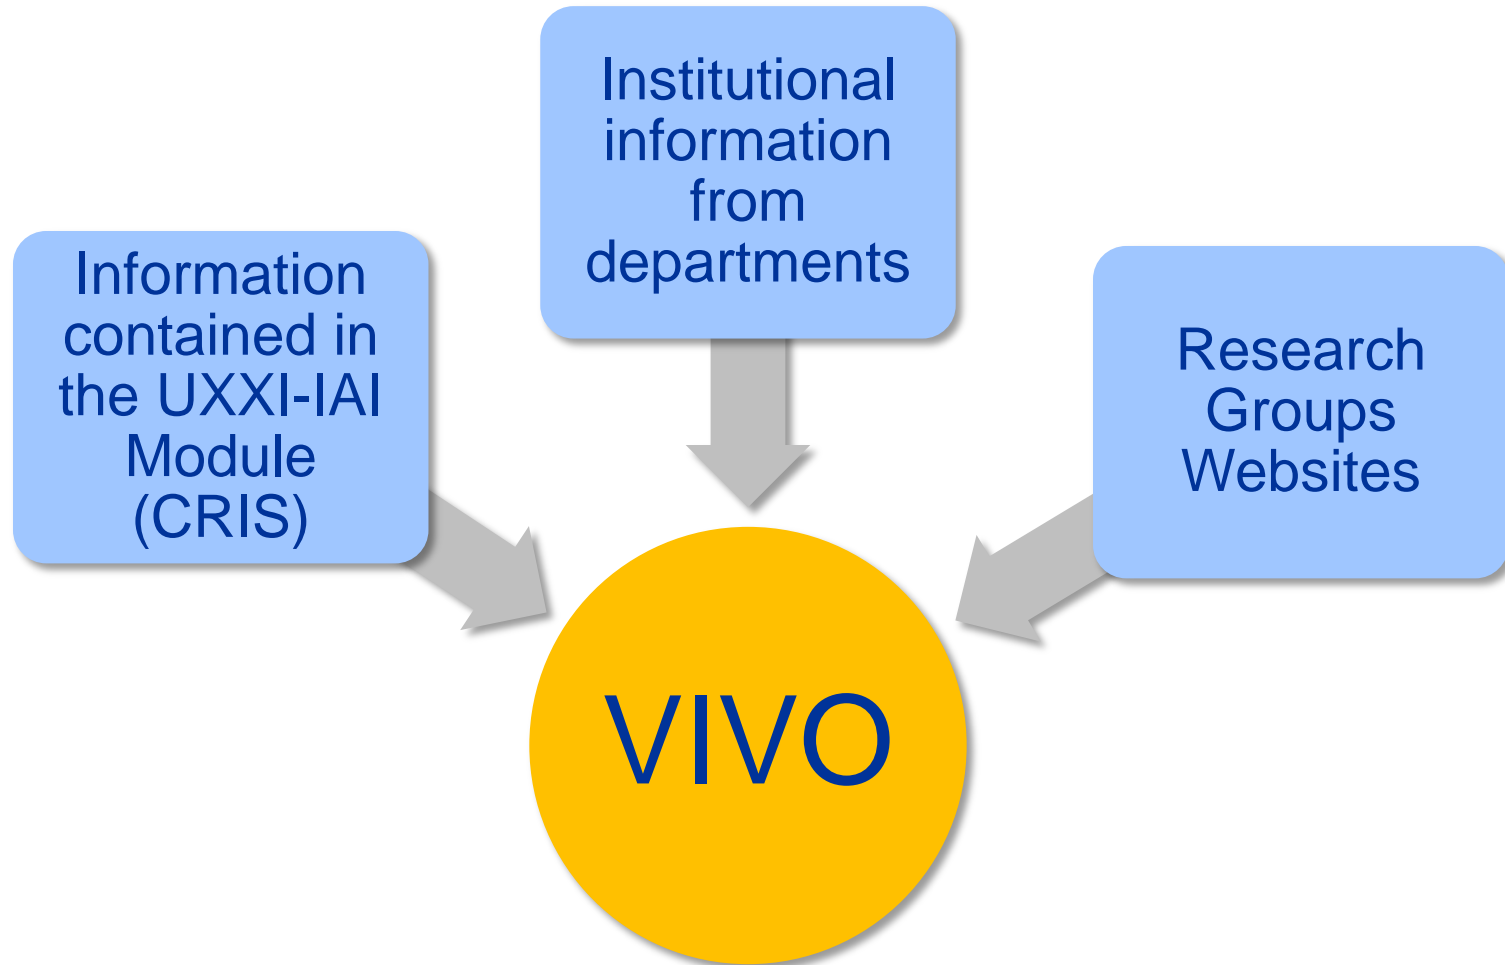 Institutional
information
from
departments
Information
contained in
the UXXI-IAI
Module
(CRIS)
Research
Groups
Websites
VIVO